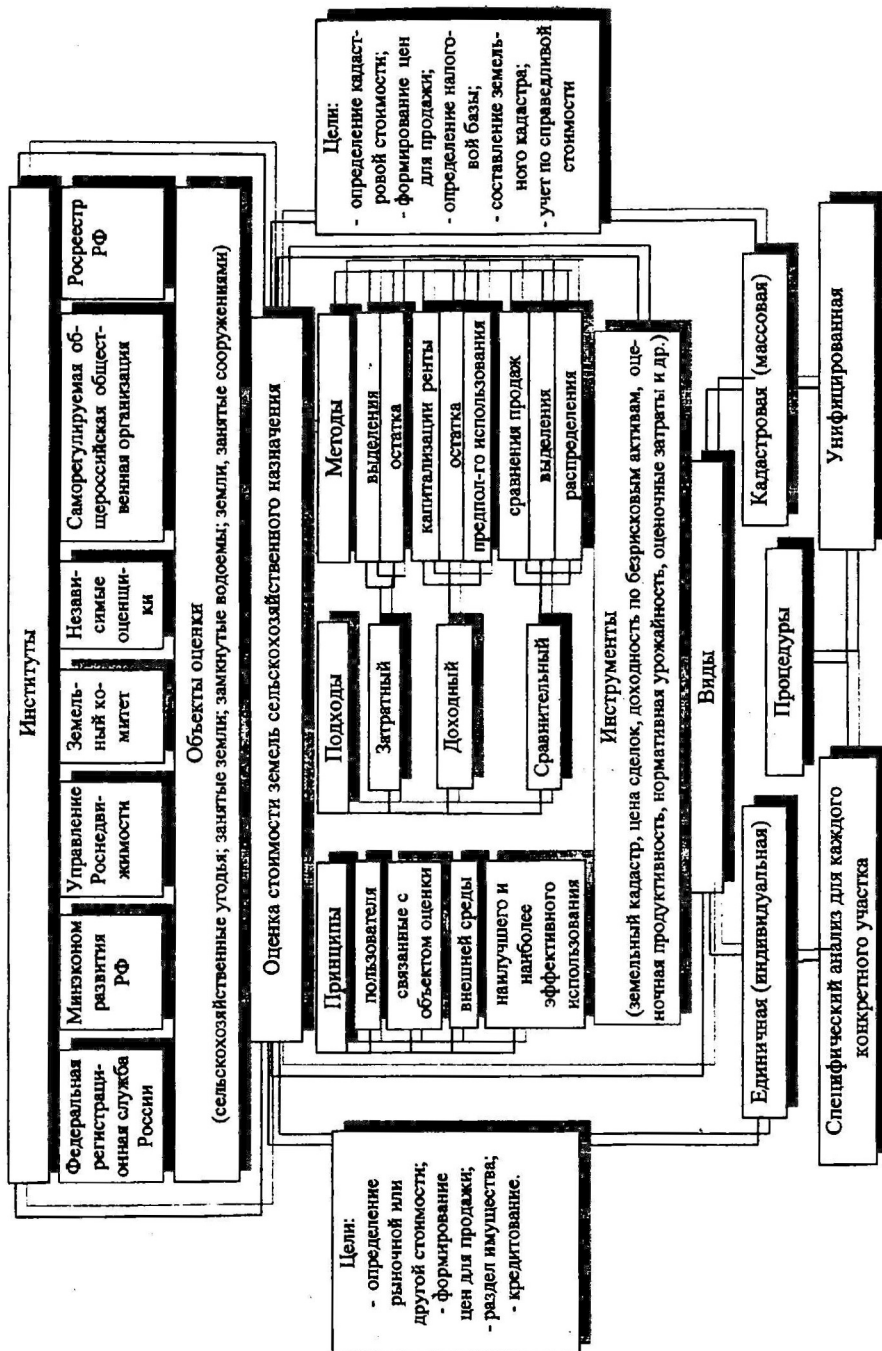 Институты
Федеральная
регистраци-
онная служба
России
Минэконом
развития
РФ
Управление
Роснедви-
жимости
Земель-
ный ко-
митет
Незави-
симые
оценщи-
ки
Саморегулируемая об-
щероссийская общест-
венная организация
Росреестр
РФ
Объекты оценки
(сельскохозяйственные угодья; занятые земли; замкнутые водоемы; земли, занятые сооружениями)
Оценка стоимости земель сельскохозяйственного назначения
Цели:
- определение
рыночной или
другой стоимости;
- формирование
цен для продажи;
- раздел имущества;
- кредитование.
Принципы
пользователя
связанные с
объектом оценки
внешней среды
наилучшего и
наиболее
эффективного
использования
Подходы
Затратный
Доходный
Сравнительный
Методы
выделения
остатка
капитализации ренты
остатка
предпол-го использования
сравнения продаж
выделения
распределения
Цели:
- определение кадаст-
ровой стоимости;
- формирование цен
для продажи;
- определение налого-
вой базы;
- составление земель-
ного кадастра;
- учет по справедливой
стоимости
Инструменты
(земельный кадастр, цена сделок, доходность по безрисковым активам, оце-
ночная продуктивность, нормативная урожайность, оценочные затраты и др.)
Виды
Единичная (индивидуальная)
Кадастровая (массовая)
Процедуры
Специфический анализ для каждого
конкретного участка
Унифицированная